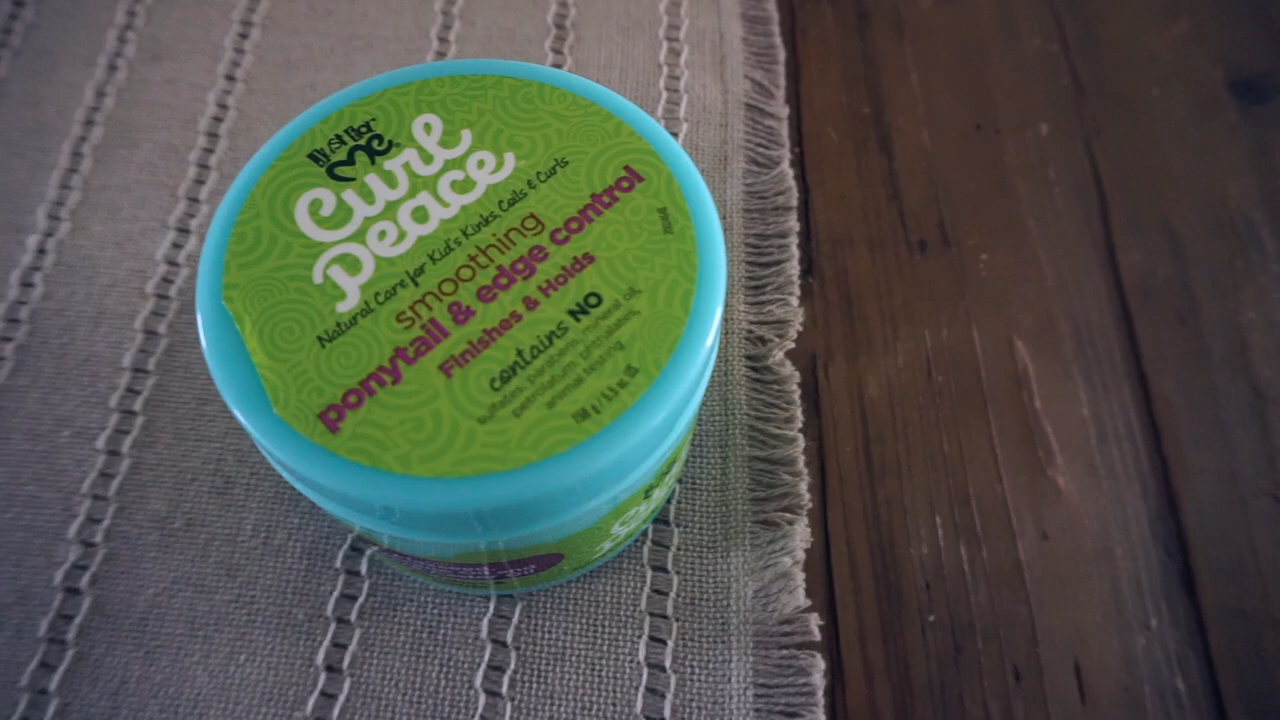 Just For
Me
Curl
Peace
Natural Care for Kid's Kinks, Coils & Curls
smoothing
ponytail & edge control
Finishes & Holds
contains NO
sulfates, parabens, mineral oil,
petrolatum, phthalates,
animal testing